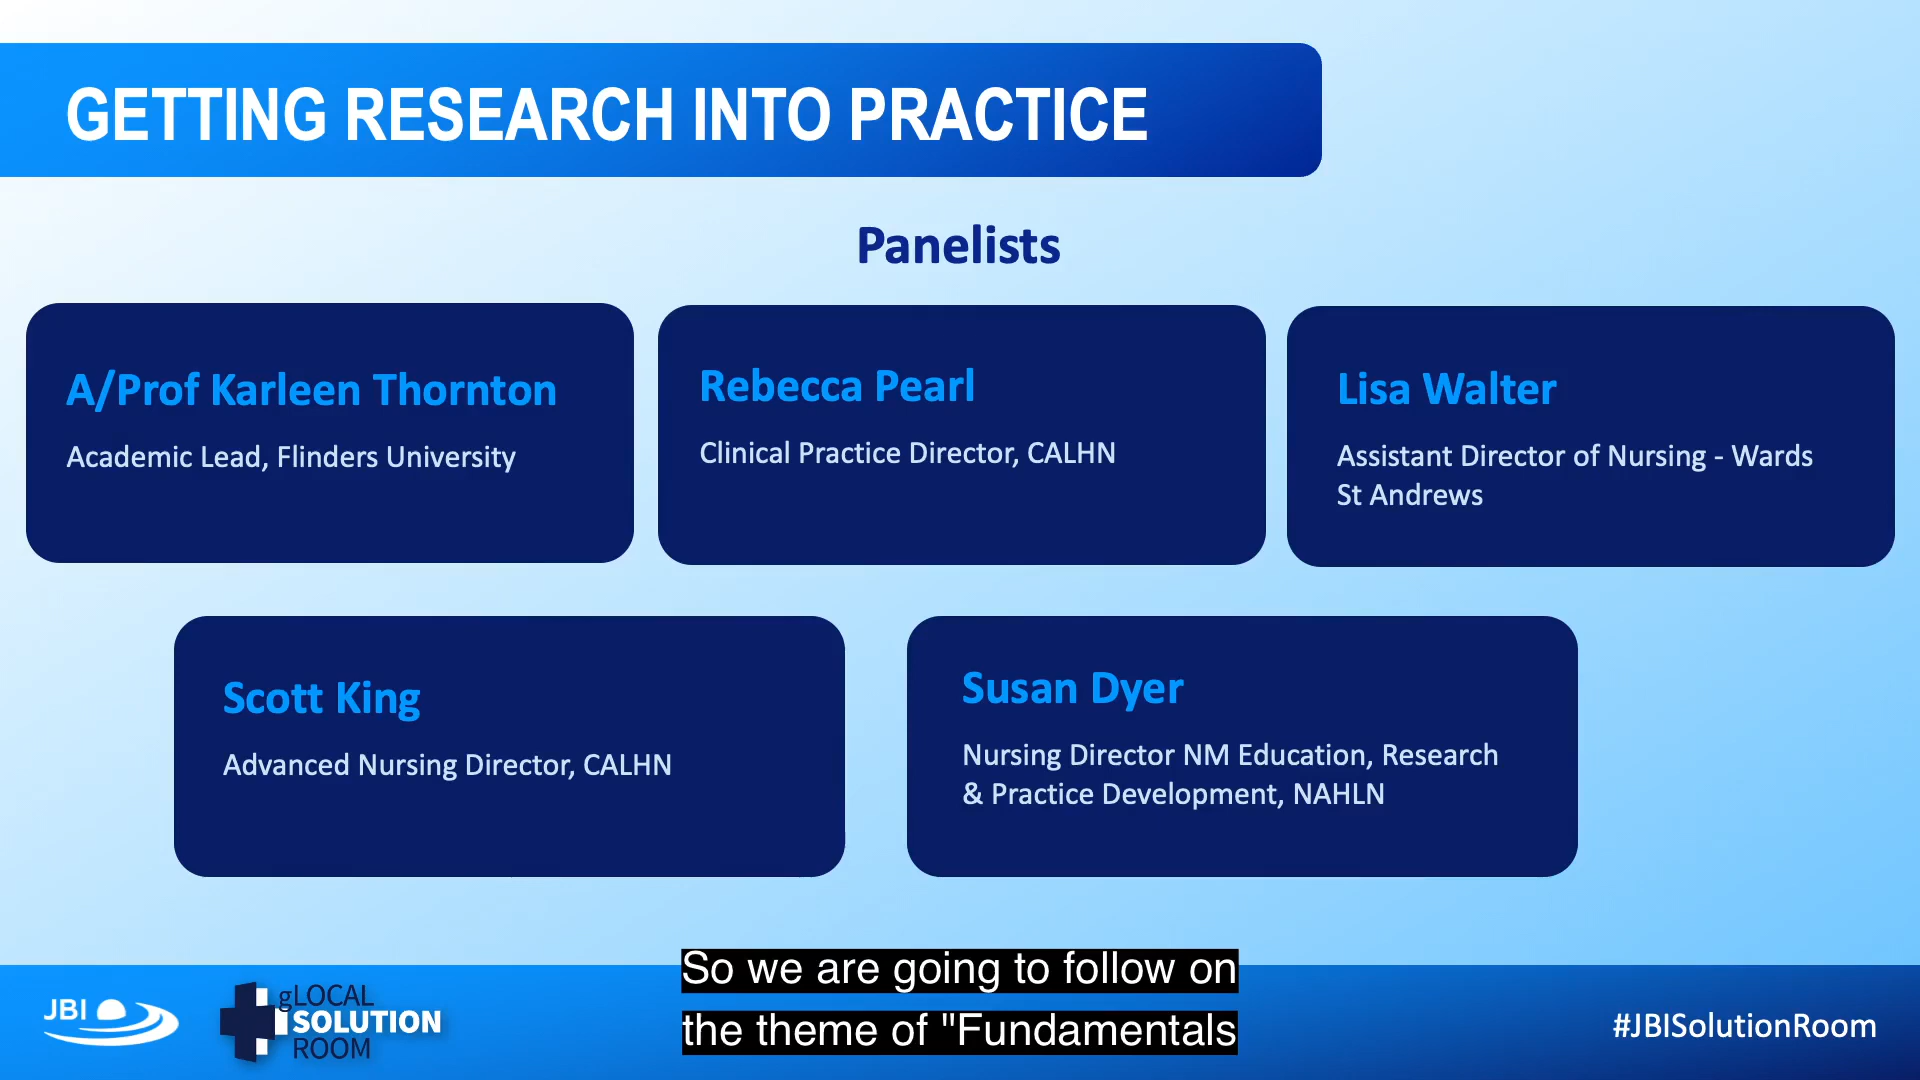 GETTING RESEARCH INTO PRACTICE
Panelists
A/Prof Karleen Thornton
Academic Lead, Flinders University
Rebecca Pearl
Clinical Practice Director, CALHN
Lisa Walter
Assistant Director of Nursing - Wards
St Andrews
Scott King
Advanced Nursing Director, CALHN
Susan Dyer
Nursing Director NM Education, Research
& Practice Development, NAHLN
So we are going to follow on
the theme of "Fundamentals
JBI
gLOCAL
SOLUTION
ROOM
#JBISolutionRoom